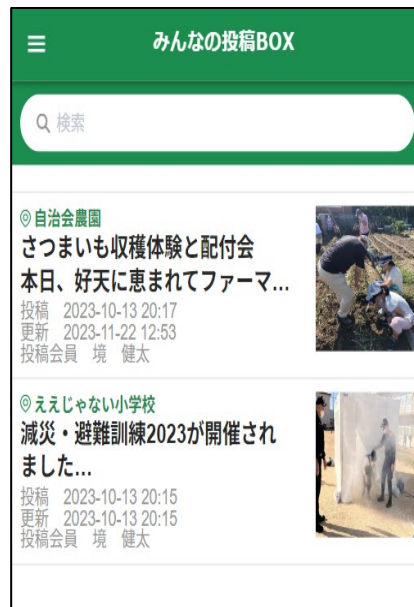 みんなの投稿BOX
検索
自治会農園
さつまいも収穫体験と配付会
本日、好天に恵まれてファーマ...
投稿 2023-10-13 20:17
更新 2023-11-22 12:53
投稿会員 境 健太
ええじゃない小学校
減災・避難訓練2023が開催され
ました...
投稿 2023-10-13 20:15
更新 2023-10-13 20:15
投稿会員 境 健太